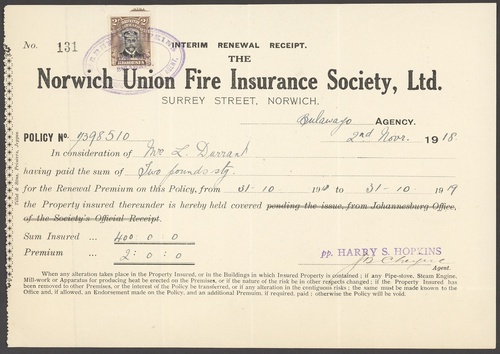 No. 131
INTERIM RENEWAL RECEIPT.
THE
Norwich Union Fire Insurance Society, Ltd.
SURREY STREET, NORWICH.
Bulawayo AGENCY.
POLICY No. 7398510 2nd Novr. 1918.
In consideration of Mr L. Durrant
having paid the sum of Two pounds stg
for the Renewal Premium on this Policy, from 31-10 1918 to 31-10 1919
the Property insured thereunder is hereby held covered pending the issue, from Johannesburg Office,
of the Society's Official Receipt.
Sum Insured ... 400 : 0 : 0
Premium ... 2 : 0 : 0
pp. HARRY S. HOPKINS
Agent.
When any alteration takes place in the Property Insured, or in the Buildings in which Insured Property is contained ; if any Pipe-stove, Steam Engine,
Mill-work or Apparatus for producing heat be erected on the Premises, or if the nature of the risk be in other respects changed ; if the Property Insured has
been removed to other Premises, or the interest of the Policy be transferred, or if any alteration in the contiguous risks ; the same must be made known to the
Office and, if allowed, an Endorsement made on the Policy, and an additional Premium, if required, paid ; otherwise the Policy will be void.